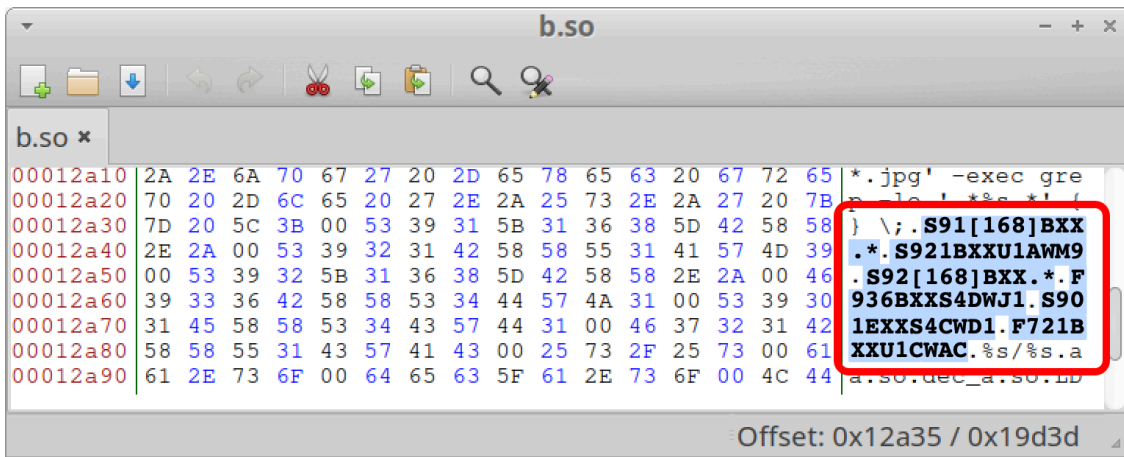 b.so
b.so
00012a10 2A 2E 6A 70 67 27 20 2D 65 78 65 63 20 67 72 65 *.jpg' -exec gre
00012a20 70 20 2D 6C 65 20 27 2E 2A 25 73 2E 2A 27 20 7B p -le '.*%s.*' {
00012a30 7D 20 5C 3B 00 53 39 31 5B 31 36 38 5D 42 58 58 } \;.S91[168]BXX
00012a40 2E 2A 00 53 39 32 31 42 58 58 55 31 41 57 4D 39 .*.S921BXXU1AWM9
00012a50 00 53 39 32 5B 31 36 38 5D 42 58 58 2E 2A 00 46 .S92[168]BXX.*.F
00012a60 39 33 36 42 58 58 53 34 44 57 4A 31 00 53 39 30 936BXXS4DWJ1.S90
00012a70 31 45 58 58 53 34 43 57 44 31 00 46 37 32 31 42 1EXXS4CWD1.F721B
00012a80 58 58 55 31 43 57 41 43 00 25 73 2F 25 73 00 61 XXU1CWAC.%s/%s.a
00012a90 61 2E 73 6F 00 64 65 63 5F 61 2E 73 6F 00 4C 44 a.so.dec_a.so.LD
Offset: 0x12a35 / 0x19d3d